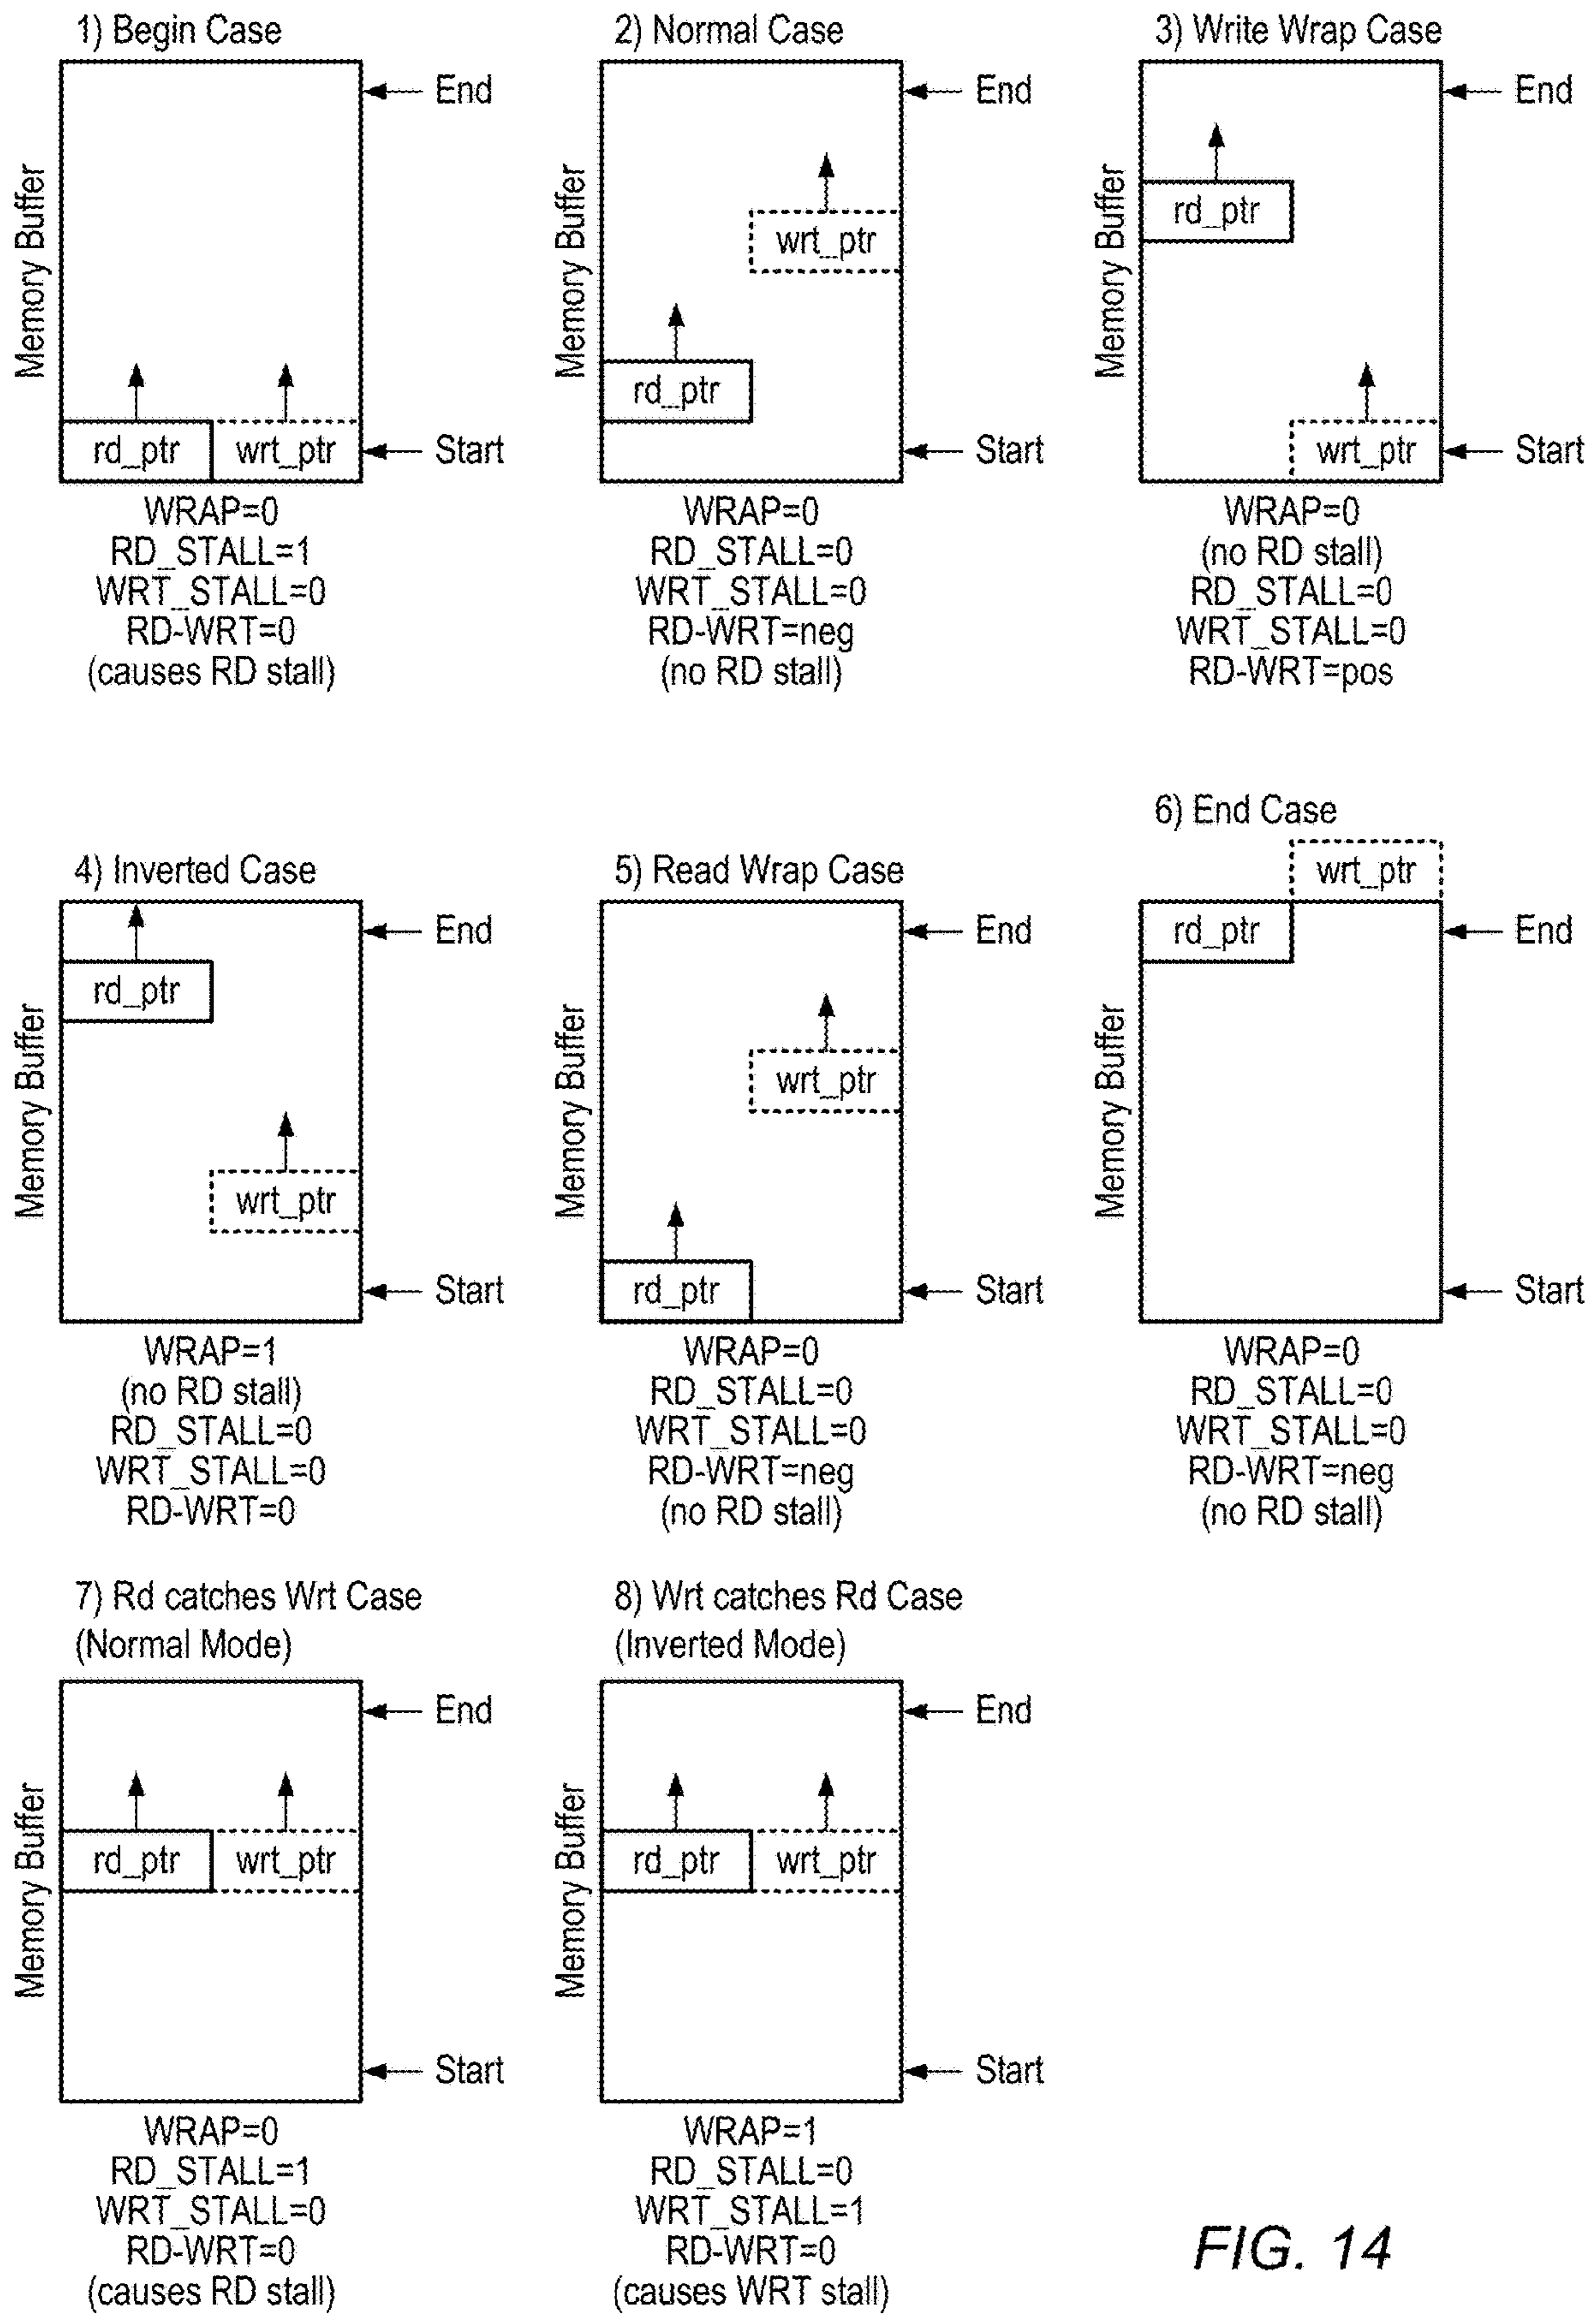 1) Begin Case
End
Memory Buffer
rd_ptr
wrt_ptr
Start
WRAP=0
RD_STALL=1
WRT_STALL=0
RD-WRT=0
(causes RD stall)
2) Normal Case
End
Memory Buffer
wrt_ptr
rd_ptr
Start
WRAP=0
RD_STALL=0
WRT_STALL=0
RD-WRT=neg
(no RD stall)
3) Write Wrap Case
End
Memory Buffer
rd_ptr
wrt_ptr
Start
WRAP=0
(no RD stall)
RD_STALL=0
WRT_STALL=0
RD-WRT=pos
4) Inverted Case
End
Memory Buffer
rd_ptr
wrt_ptr
Start
WRAP=1
(no RD stall)
RD_STALL=0
WRT_STALL=0
RD-WRT=0
5) Read Wrap Case
End
Memory Buffer
wrt_ptr
rd_ptr
Start
WRAP=0
RD_STALL=0
WRT_STALL=0
RD-WRT=neg
(no RD stall)
6) End Case
wrt_ptr
rd_ptr
End
Memory Buffer
Start
WRAP=0
RD_STALL=0
WRT_STALL=0
RD-WRT=neg
(no RD stall)
7) Rd catches Wrt Case
(Normal Mode)
End
Memory Buffer
rd_ptr
wrt_ptr
Start
WRAP=0
RD_STALL=1
WRT_STALL=0
RD-WRT=0
(causes RD stall)
8) Wrt catches Rd Case
(Inverted Mode)
End
Memory Buffer
rd_ptr
wrt_ptr
Start
WRAP=1
RD_STALL=0
WRT_STALL=1
RD-WRT=0
(causes WRT stall)
FIG. 14